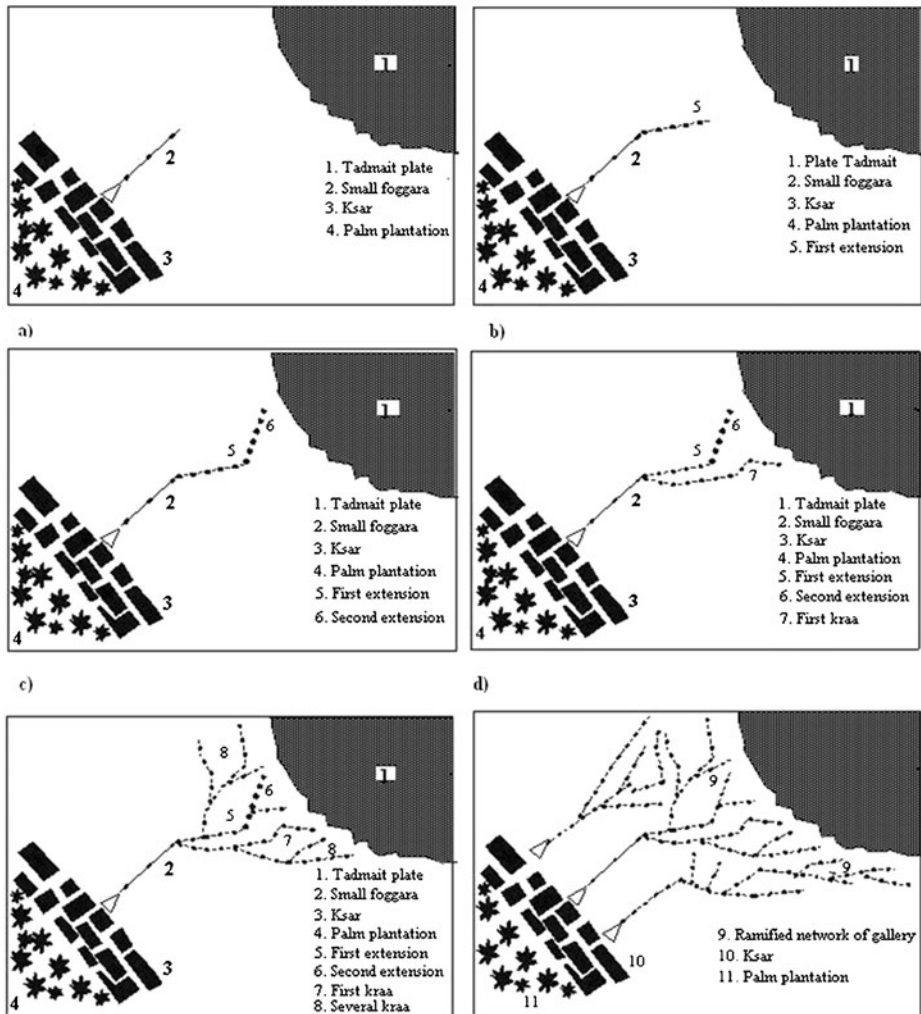 1
2
1. Tadmait plate
2. Small foggara
3. Ksar
4. Palm plantation
3
4
a)
1
5
2
1. Plate Tadmait
2. Small foggara
3. Ksar
4. Palm plantation
5. First extension
3
4
b)
1
6
5
2
1. Tadmait plate
2. Small foggara
3. Ksar
4. Palm plantation
5. First extension
6. Second extension
3
4
c)
1
6
5
7
2
1. Tadmait plate
2. Small foggara
3. Ksar
4. Palm plantation
5. First extension
6. Second extension
7. First kraa
3
4
d)
8
1
6
5
7
8
2
1. Tadmait plate
2. Small foggara
3. Ksar
4. Palm plantation
5. First extension
6. Second extension
7. First kraa
8. Several kraa
3
4
9
9
9. Ramified network of gallery
10. Ksar
11. Palm plantation
10
11